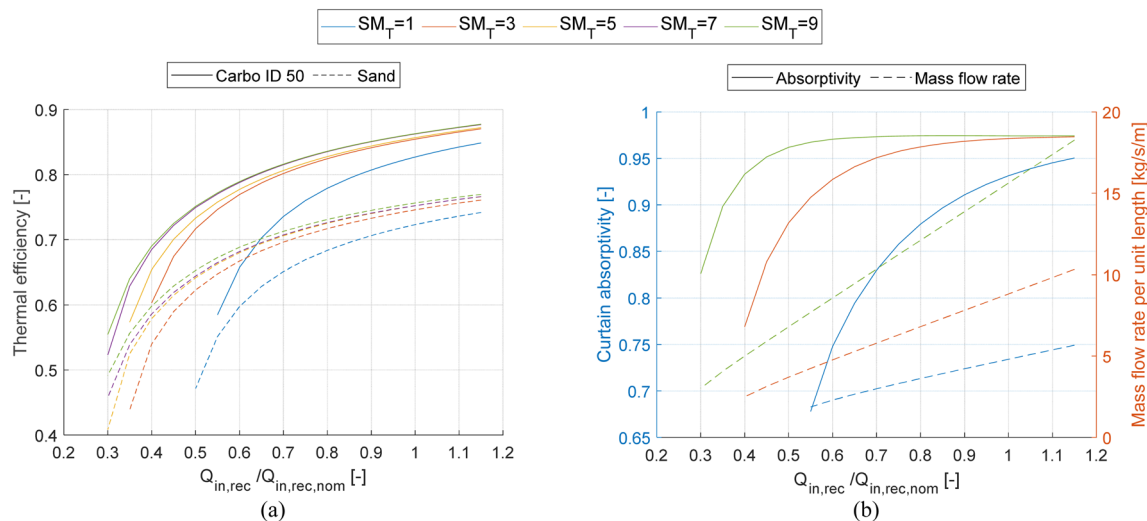 SM_T=1 SM_T=3 SM_T=5 SM_T=7 SM_T=9
Carbo ID 50 Sand
Thermal efficiency [-]
0.9
0.8
0.7
0.6
0.5
0.4
0.2 0.3 0.4 0.5 0.6 0.7 0.8 0.9 1 1.1 1.2
Q_in,rec /Q_in,rec,nom [-]
(a)
Absorptivity Mass flow rate
Curtain absorptivity [-]
1
0.95
0.9
0.85
0.8
0.75
0.7
0.65
Mass flow rate per unit length [kg/s/m]
20
15
10
5
0
0.2 0.3 0.4 0.5 0.6 0.7 0.8 0.9 1 1.1 1.2
Q_in,rec /Q_in,rec,nom [-]
(b)